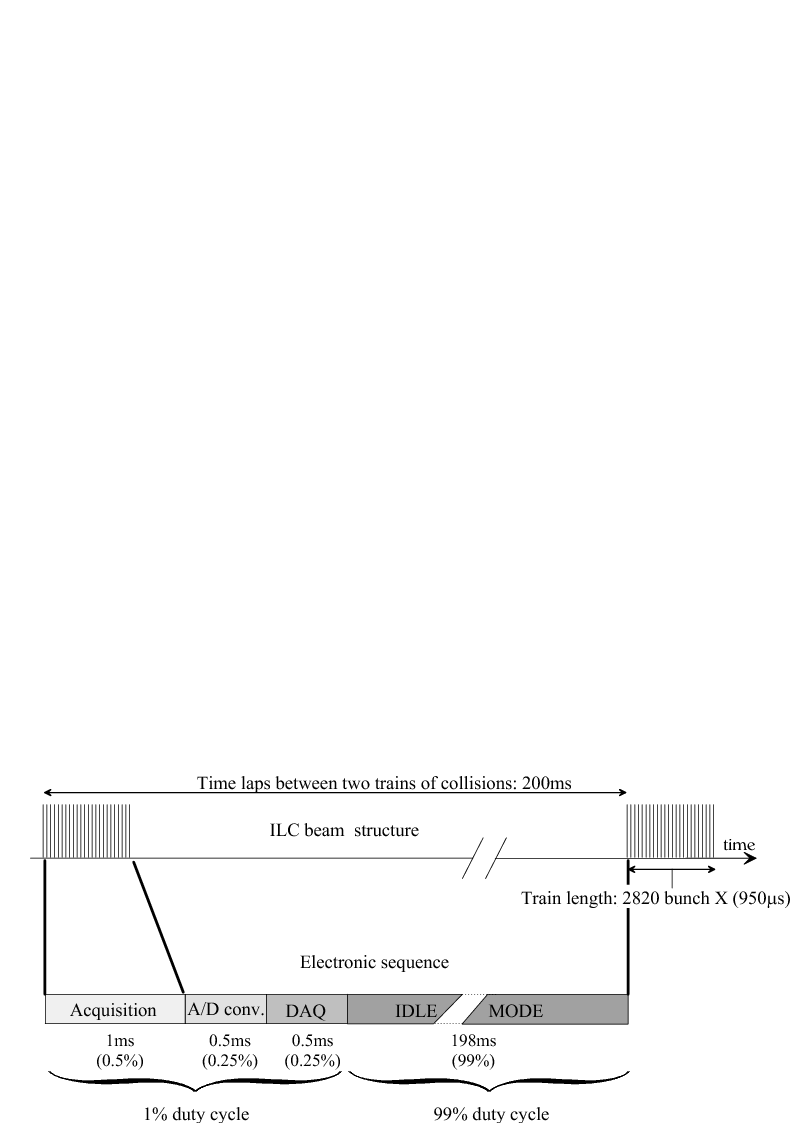 Time laps between two trains of collisions: 200ms
ILC beam structure
time
Train length: 2820 bunch X (950µs)
Electronic sequence
Acquisition A/D conv. DAQ IDLE MODE
1ms 0.5ms 0.5ms 198ms
(0.5%) (0.25%) (0.25%) (99%)
1% duty cycle 99% duty cycle